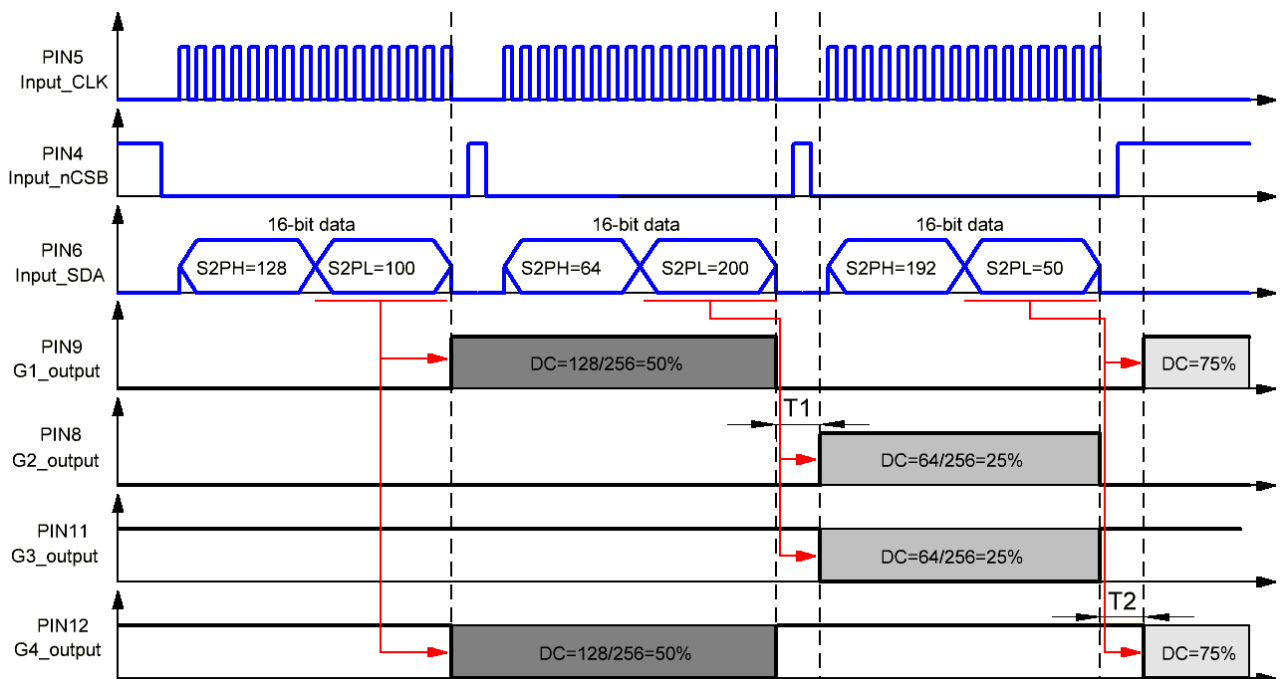 PIN5
Input_CLK
PIN4
Input_nCSB
16-bit data
16-bit data
16-bit data
PIN6
Input_SDA
S2PH=128
S2PL=100
S2PH=64
S2PL=200
S2PH=192
S2PL=50
PIN9
G1_output
DC=128/256=50%
DC=75%
T1
PIN8
G2_output
DC=64/256=25%
PIN11
G3_output
DC=64/256=25%
T2
PIN12
G4_output
DC=128/256=50%
DC=75%